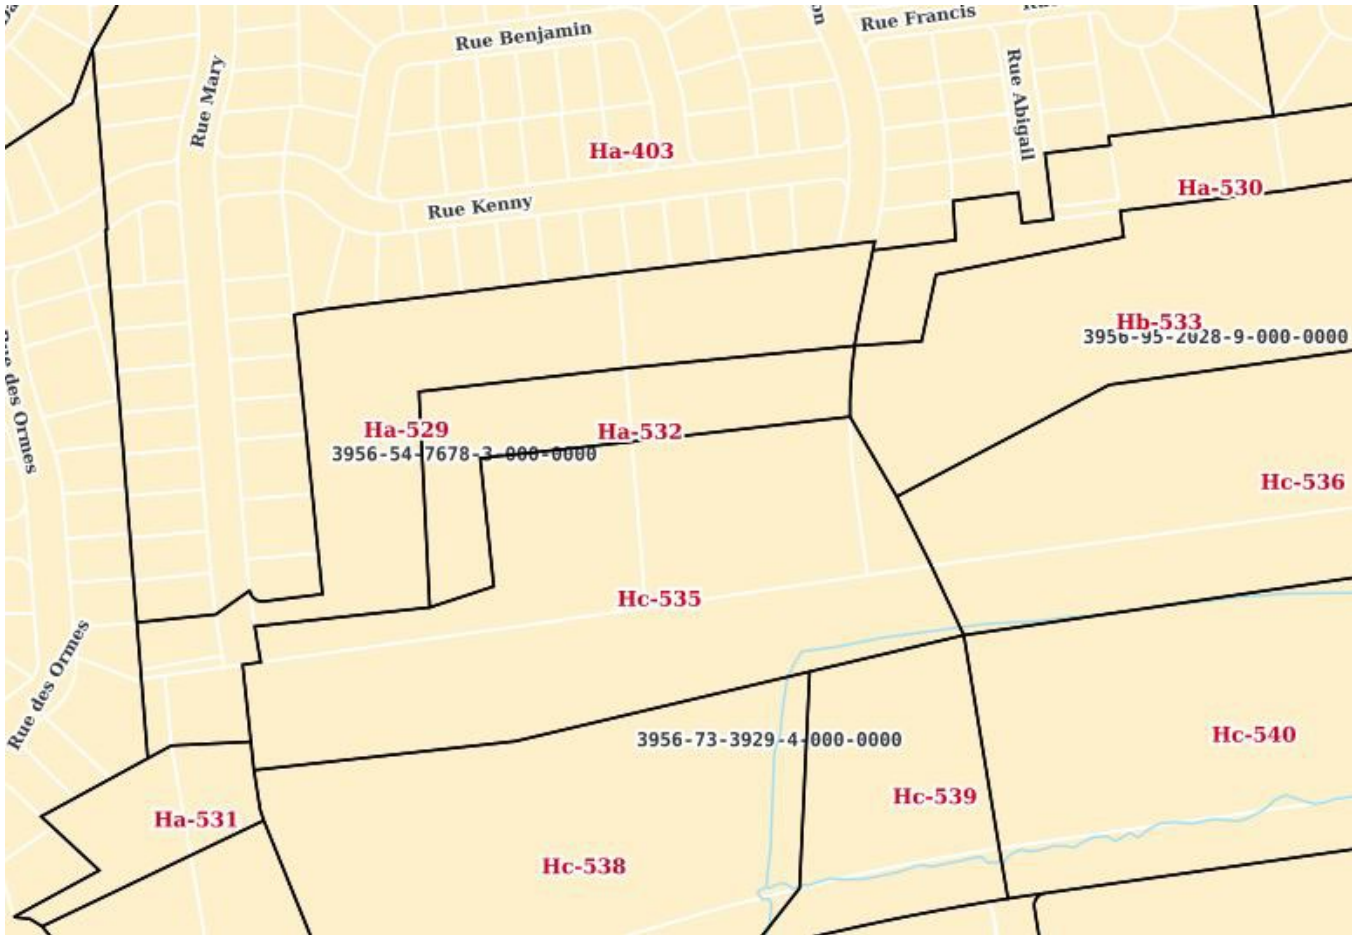 Rue Benjamin
Rue Francis
Rue Mary
Rue Abigail
Ha-403
Ha-530
Rue Kenny
Hb-533
3956-95-2028-9-000-0000
Rue des Ormes
Ha-529
Ha-532
3956-54-7678-3-000-0000
Hc-536
Hc-535
Rue des Ormes
3956-73-3929-4-000-0000
Hc-540
Hc-539
Ha-531
Hc-538